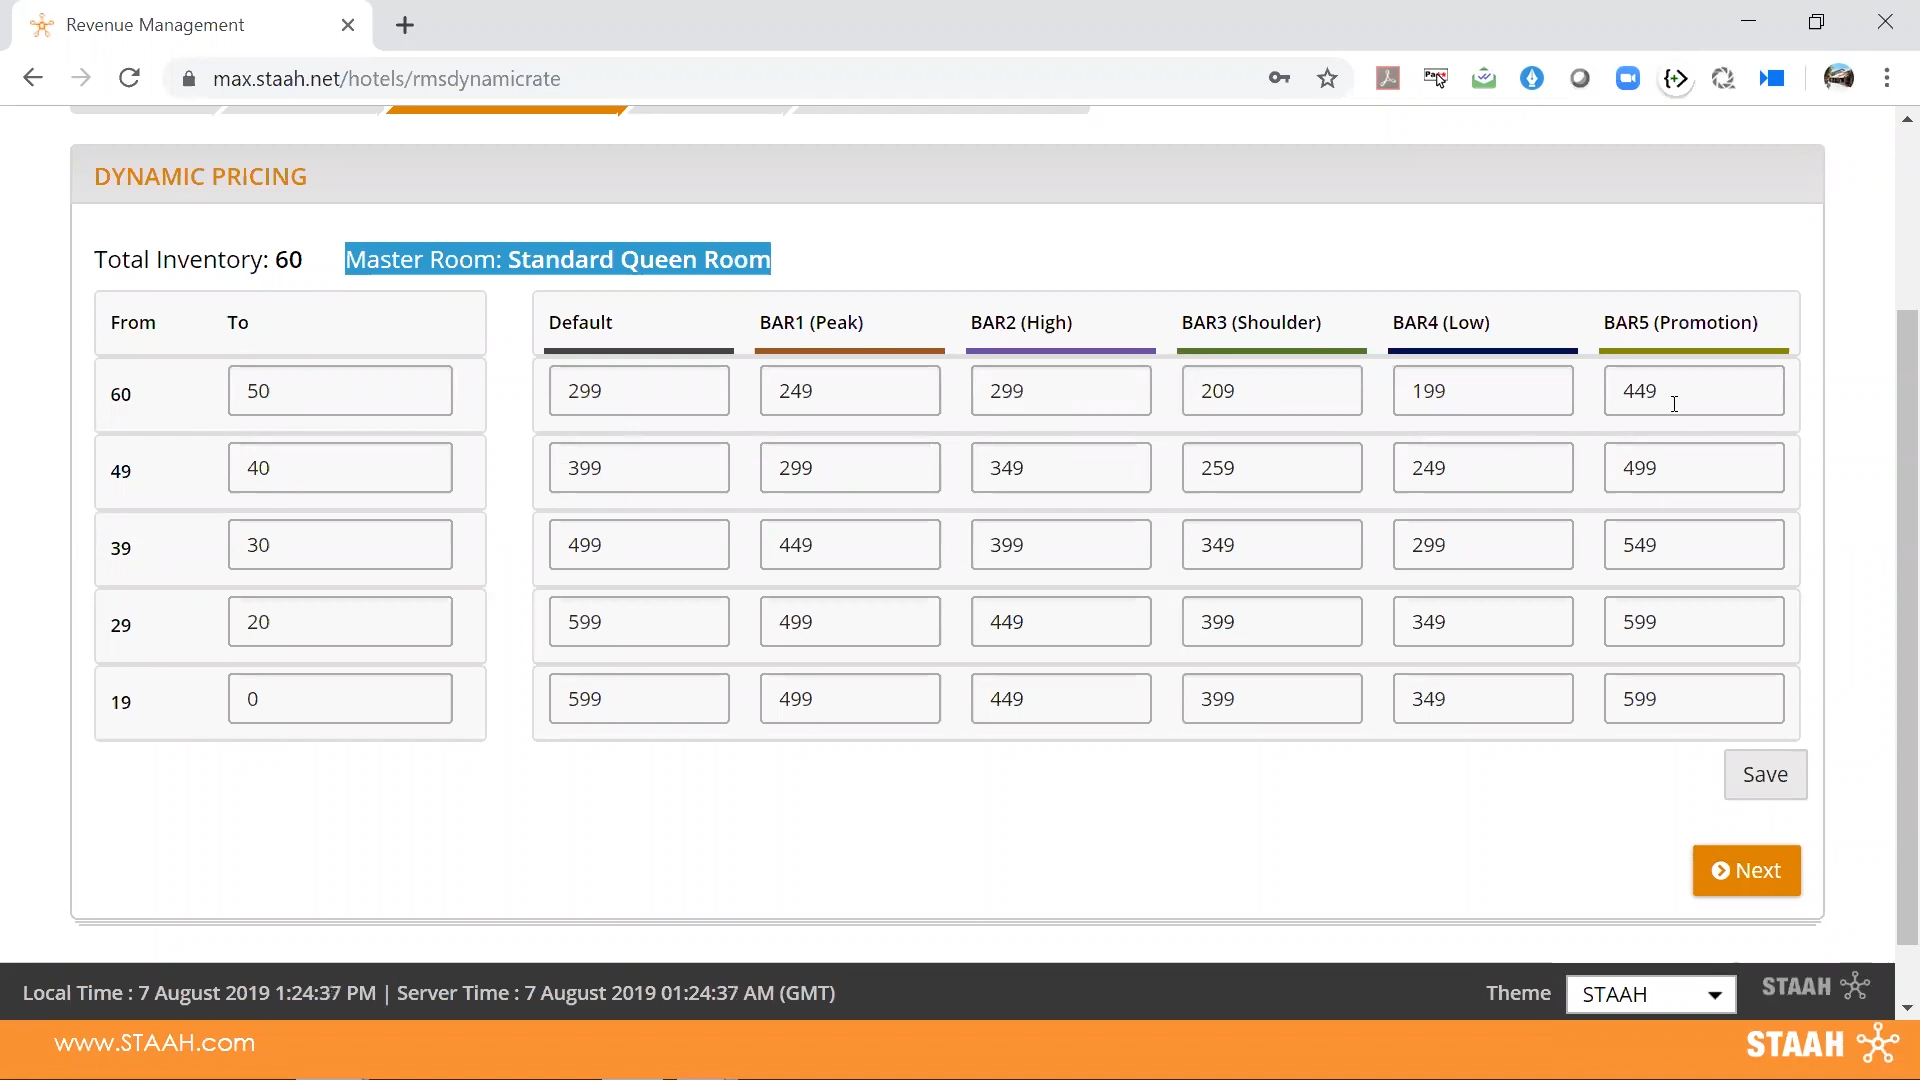 Revenue Management
max.staah.net/hotels/rmsdynamicrate
DYNAMIC PRICING
Total Inventory: 60 Master Room: Standard Queen Room
From To Default BAR1 (Peak) BAR2 (High) BAR3 (Shoulder) BAR4 (Low) BAR5 (Promotion)
60 50 299 249 299 209 199 449
49 40 399 299 349 259 249 499
39 30 499 449 399 349 299 549
29 20 599 499 449 399 349 599
19 0 599 499 449 399 349 599
Save
Next
Local Time : 7 August 2019 1:24:37 PM | Server Time : 7 August 2019 01:24:37 AM (GMT) Theme STAAH STAAH
www.STAAH.com STAAH